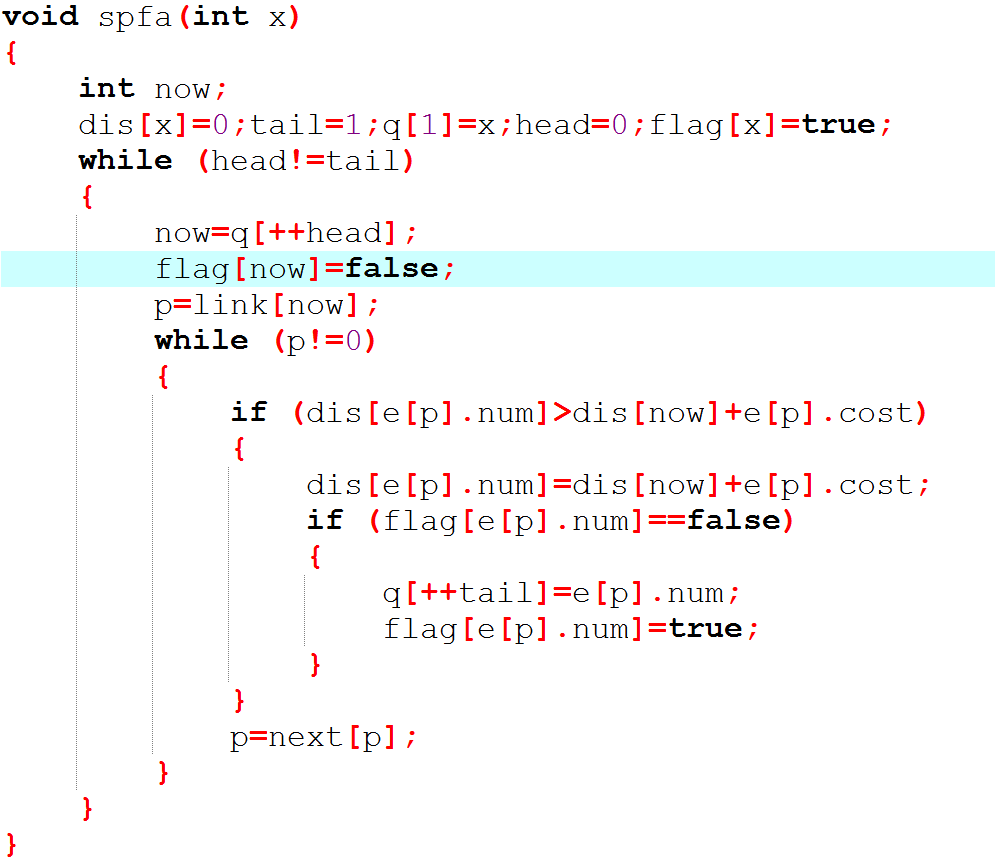 void spfa(int x)
{
    int now;
    dis[x]=0;tail=1;q[1]=x;head=0;flag[x]=true;
    while (head!=tail)
    {
        now=q[++head];
        flag[now]=false;
        p=link[now];
        while (p!=0)
        {
            if (dis[e[p].num]>dis[now]+e[p].cost)
            {
                dis[e[p].num]=dis[now]+e[p].cost;
                if (flag[e[p].num]==false)
                {
                    q[++tail]=e[p].num;
                    flag[e[p].num]=true;
                }
            }
            p=next[p];
        }
    }
}